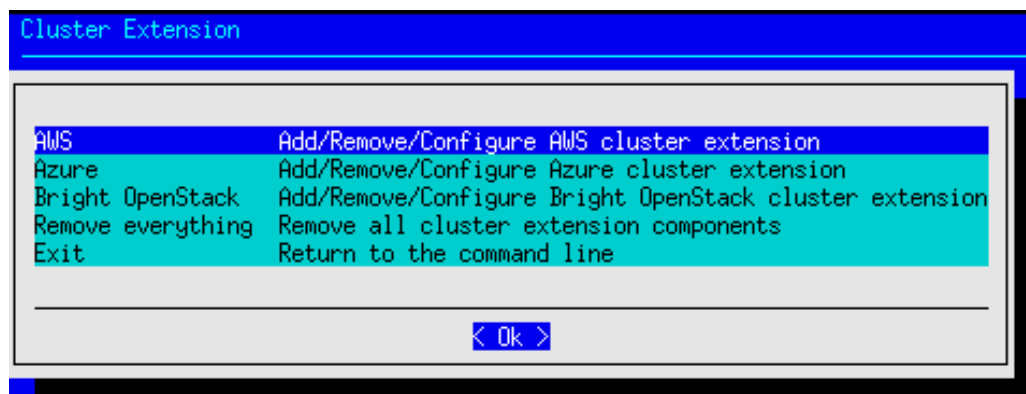 Cluster Extension
AWS Add/Remove/Configure AWS cluster extension
Azure Add/Remove/Configure Azure cluster extension
Bright OpenStack Add/Remove/Configure Bright OpenStack cluster extension
Remove everything Remove all cluster extension components
Exit Return to the command line
< Ok >